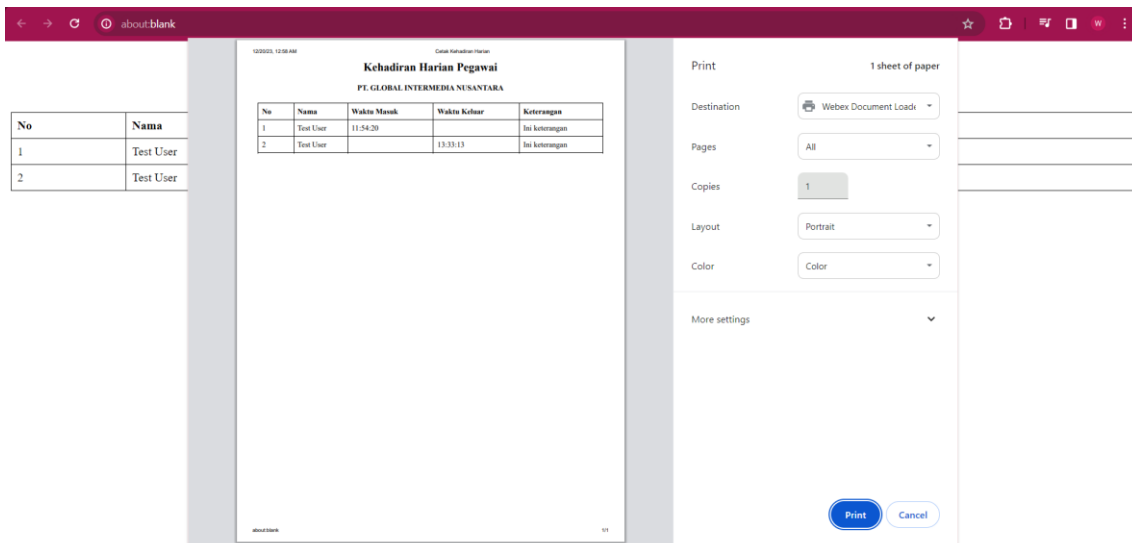 about:blank
W
No Nama
1 Test User
2 Test User
12/20/23, 12:58 AM Cetak Kehadiran Harian
Kehadiran Harian Pegawai
PT. GLOBAL INTERMEDIA NUSANTARA
No Nama Waktu Masuk Waktu Keluar Keterangan
1 Test User 11:54:20 Ini keterangan
2 Test User 13:33:13 Ini keterangan
about:blank 1/1
Print 1 sheet of paper
Destination Webex Document Loade
Pages All
Copies 1
Layout Portrait
Color Color
More settings
Print Cancel